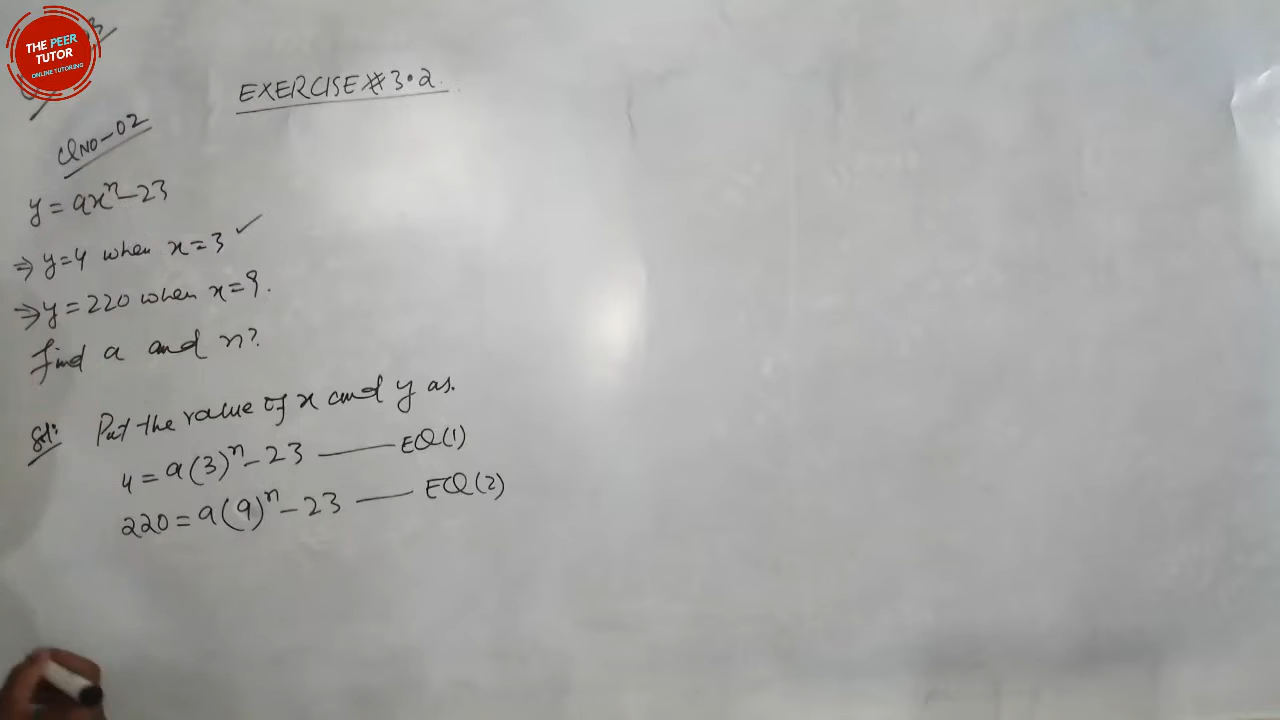 THE PEER
TUTOR
ONLINE TUTORING
EXERCISE # 3.2
QNO-02
y = ax^n - 23
⇒ y=4 when x=3 ✓
⇒ y=220 when x=9.
find a and n?
Sol: Put the value of x and y as.
4 = a(3)^n - 23 —— EQ(1)
220 = a(9)^n - 23 —— EQ(2)